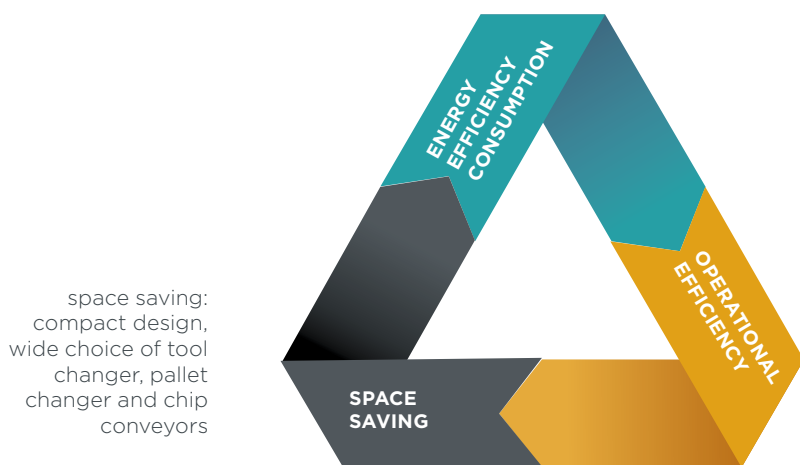 ENERGY
EFFICIENCY
CONSUMPTION
OPERATIONAL
EFFICIENCY
space saving:
compact design,
wide choice of tool
changer, pallet
changer and chip
conveyors
SPACE
SAVING